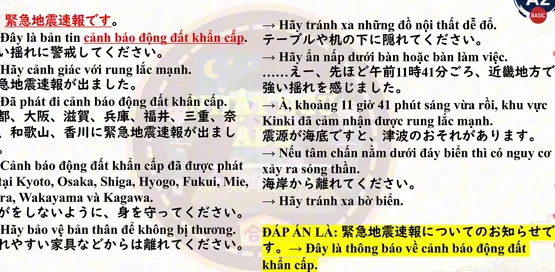 緊急地震速報です。
Đây là bản tin cảnh báo động đất khẩn cấp.
い揺れに警戒してください。
Hãy cảnh giác với rung lắc mạnh.
急地震速報が出ました。
Đã phát đi cảnh báo động đất khẩn cấp.
都、大阪、滋賀、兵庫、福井、三重、奈
、和歌山、香川に緊急地震速報が出まし
。
Cảnh báo động đất khẩn cấp đã được phát
tại Kyoto, Osaka, Shiga, Hyogo, Fukui, Mie,
ra, Wakayama và Kagawa.
がをしないように、身を守ってください。
Hãy bảo vệ bản thân để không bị thương.
れやすい家具などからは離れてください。
→ Hãy tránh xa những đồ nội thất dễ đổ.
テーブルや机の下に隠れてください。
→ Hãy ẩn nấp dưới bàn hoặc bàn làm việc.
……えー、先ほど午前11時41分ごろ、近畿地方で
強い揺れを感じました。
→ À, khoảng 11 giờ 41 phút sáng vừa rồi, khu vực
Kinki đã cảm nhận được rung lắc mạnh.
震源が海底ですと、津波のおそれがあります。
→ Nếu tâm chấn nằm dưới đáy biển thì có nguy cơ
xảy ra sóng thần.
海岸から離れてください。
→ Hãy tránh xa bờ biển.
ĐÁP ÁN LÀ: 緊急地震速報についてのお知らせで
す。→ Đây là thông báo về cảnh báo động đất
khẩn cấp.
A2
BASIC